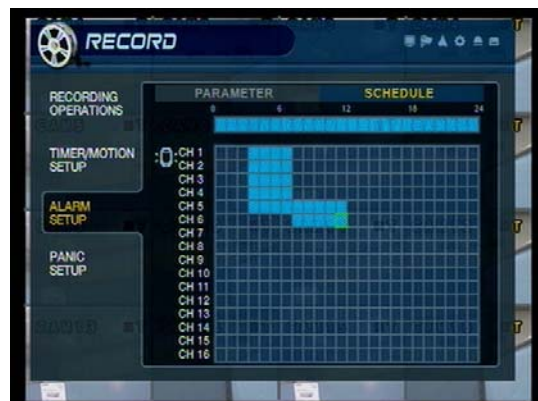 RECORD
PARAMETER SCHEDULE
0 6 12 18 24
RECORDING
OPERATIONS
TIMER/MOTION
SETUP
ALARM
SETUP
PANIC
SETUP
CH 1
CH 2
CH 3
CH 4
CH 5
CH 6
CH 7
CH 8
CH 9
CH 10
CH 11
CH 12
CH 13
CH 14
CH 15
CH 16